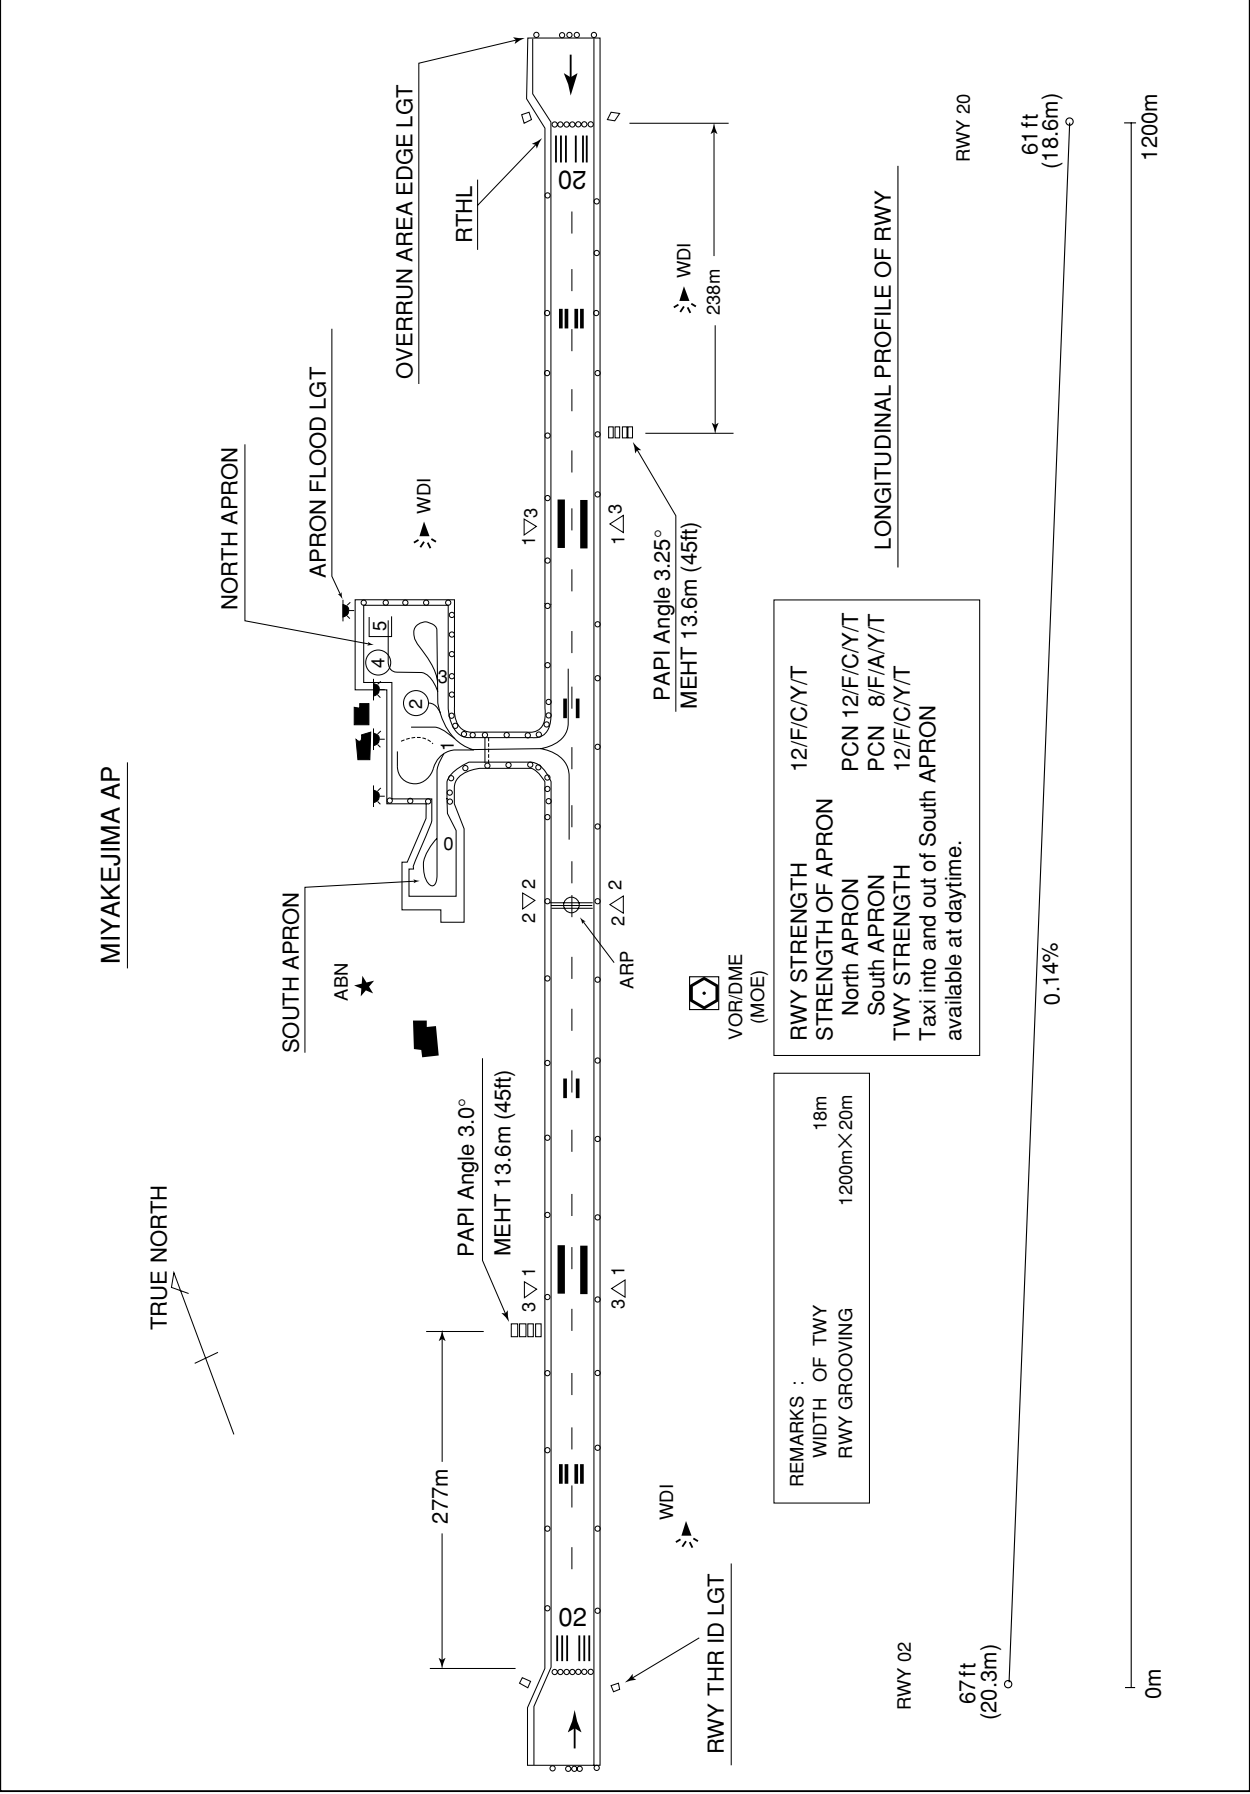 MIYAKEJIMA AP
TRUE NORTH
NORTH APRON
APRON FLOOD LGT
SOUTH APRON
ABN
WDI
OVERRUN AREA EDGE LGT
RTHL
5
4
3
2
1
0
277m
PAPI Angle 3.0°
MEHT 13.6m (45ft)
3 1
2 2
1 3
02
20
3 1
2 2
1 3
ARP
RWY THR ID LGT
WDI
VOR/DME
(MOE)
PAPI Angle 3.25°
MEHT 13.6m (45ft)
WDI
238m
REMARKS :
WIDTH OF TWY 18m
RWY GROOVING 1200m×20m
RWY STRENGTH 12/F/C/Y/T
STRENGTH OF APRON
North APRON PCN 12/F/C/Y/T
South APRON PCN 8/F/A/Y/T
TWY STRENGTH 12/F/C/Y/T
Taxi into and out of South APRON
available at daytime.
LONGITUDINAL PROFILE OF RWY
RWY 02
67ft
(20.3m)
0.14%
RWY 20
61ft
(18.6m)
0m
1200m